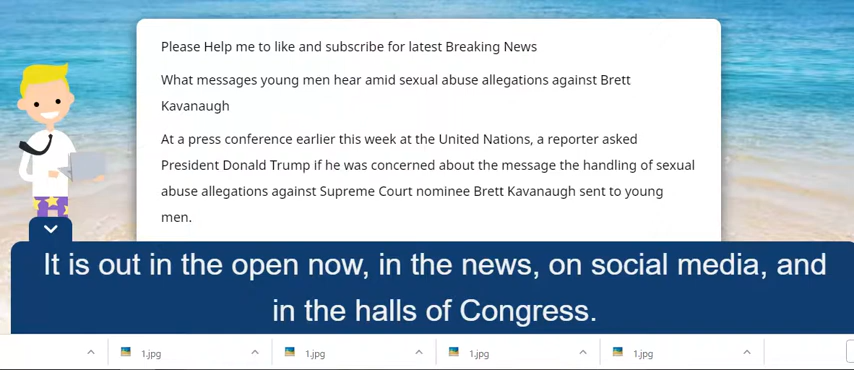 Please Help me to like and subscribe for latest Breaking News
What messages young men hear amid sexual abuse allegations against Brett
Kavanaugh
At a press conference earlier this week at the United Nations, a reporter asked
President Donald Trump if he was concerned about the message the handling of sexual
abuse allegations against Supreme Court nominee Brett Kavanaugh sent to young
men.
It is out in the open now, in the news, on social media, and
in the halls of Congress.
1.jpg 1.jpg 1.jpg 1.jpg